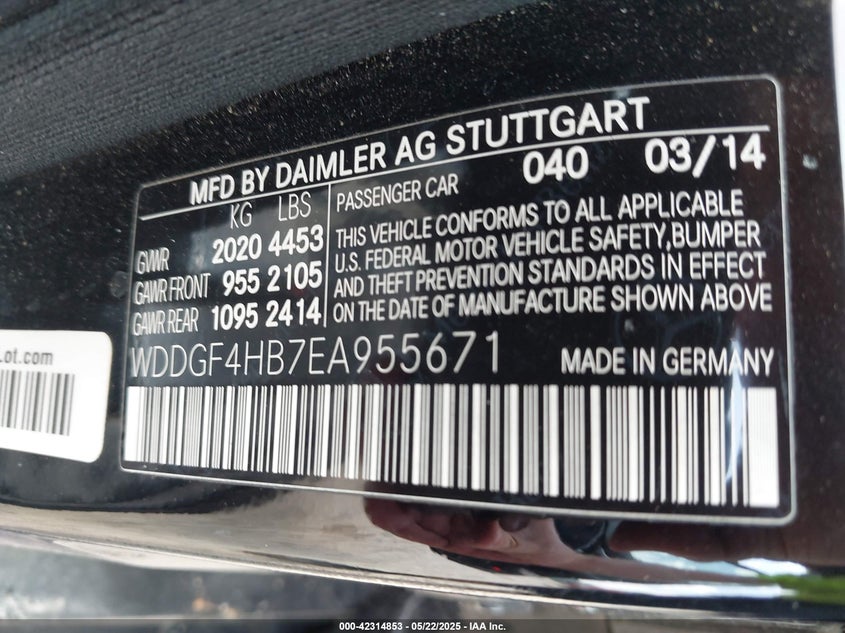 MFD BY DAIMLER AG STUTTGART
KG LBS
GVWR 2020 4453
GAWR FRONT 955 2105
GAWR REAR 1095 2414
PASSENGER CAR 040 03/14
THIS VEHICLE CONFORMS TO ALL APPLICABLE
U.S. FEDERAL MOTOR VEHICLE SAFETY,BUMPER
AND THEFT PREVENTION STANDARDS IN EFFECT
ON THE DATE OF MANUFACTURE SHOWN ABOVE
WDDGF4HB7EA955671 MADE IN GERMANY
Lot.com
000-42314853 - 05/22/2025 - IAA Inc.